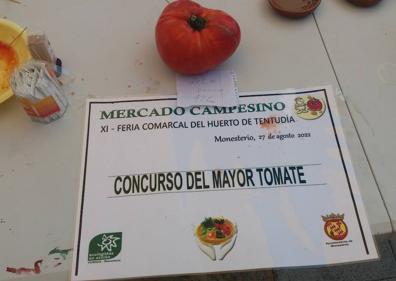 MERCADO CAMPESINO
XI - FERIA COMARCAL DEL HUERTO DE TENTUDÍA
Monesterio, 27 de agosto 2022
CONCURSO DEL MAYOR TOMATE